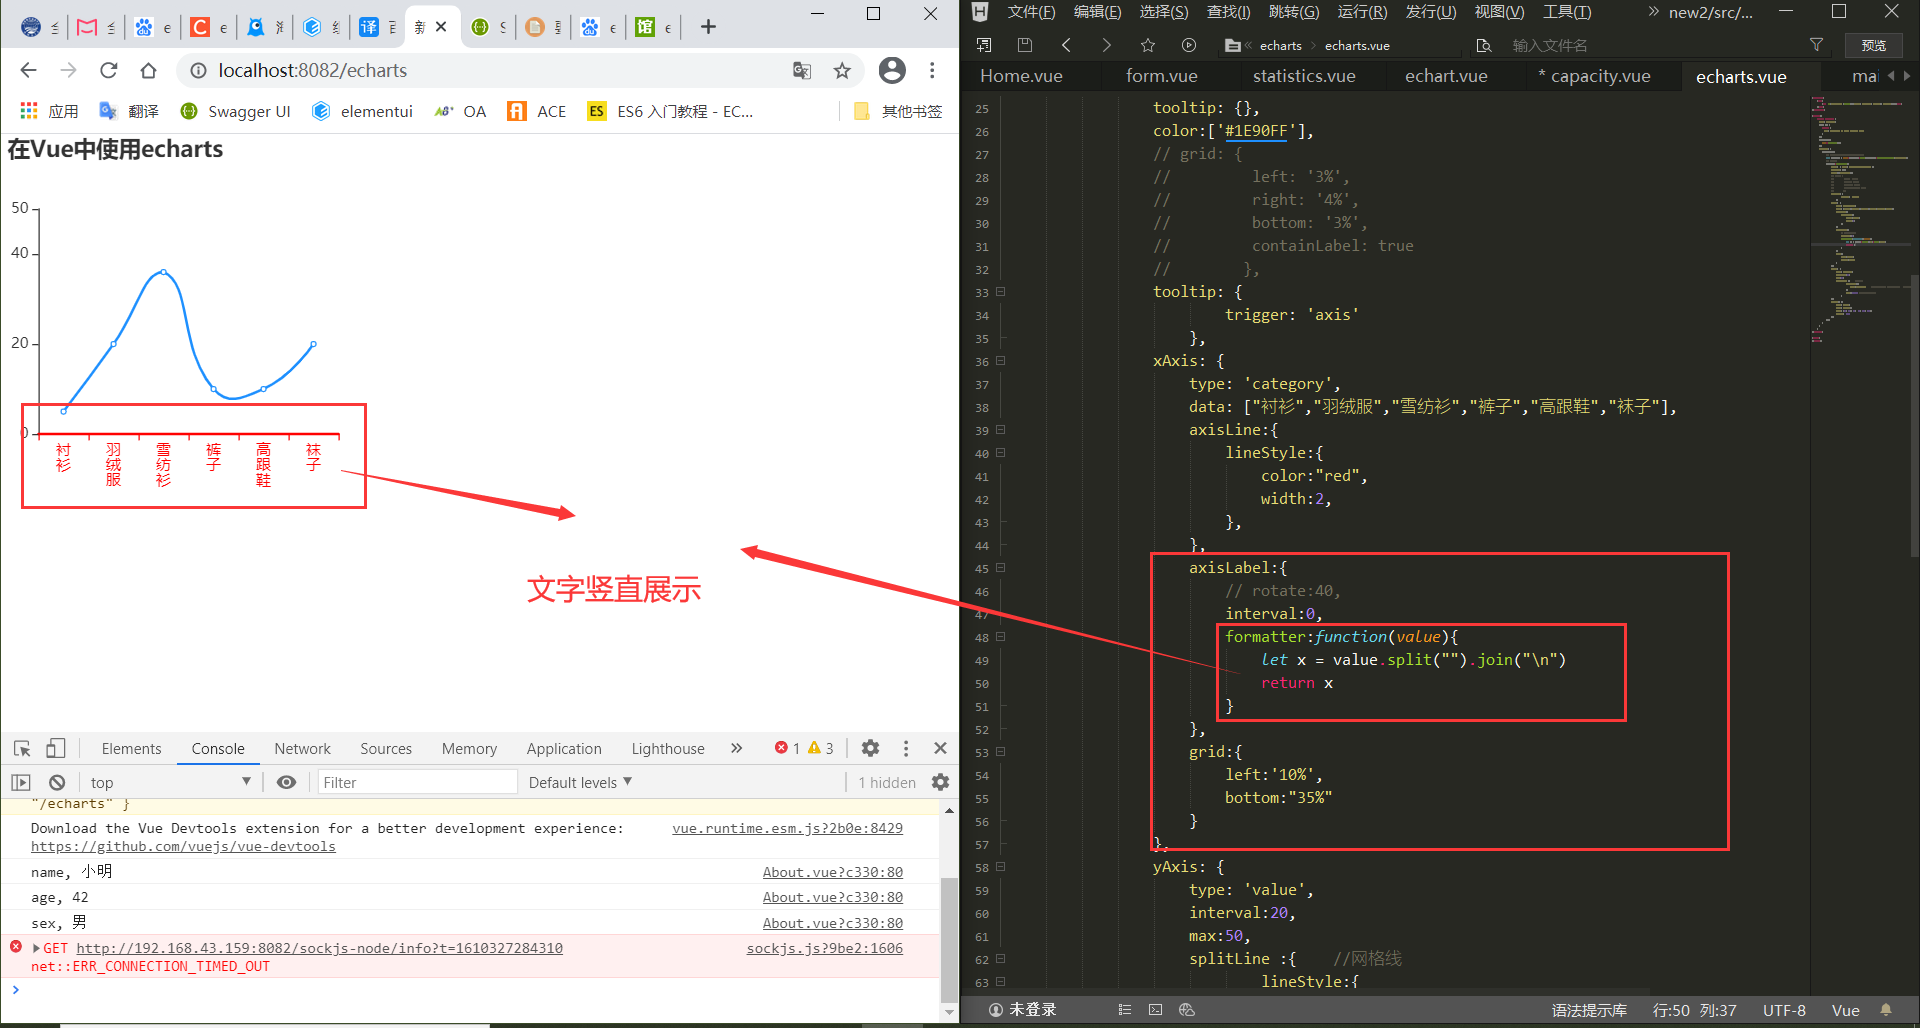 全
全
e
e
消
组
译
百
新
S
更
e
馆
e
localhost:8082/echarts
应用
翻译
Swagger UI
elementui
OA
ACE
ES
ES6 入门教程 - EC...
其他书签
在Vue中使用echarts
50
40
20
0
衬衫
羽绒服
雪纺衫
裤子
高跟鞋
袜子
文字竖直展示
Elements
Console
Network
Sources
Memory
Application
Lighthouse
1
3
top
Filter
Default levels
1 hidden
"/echarts" }
Download the Vue Devtools extension for a better development experience:
vue.runtime.esm.js?2b0e:8429
https://github.com/vuejs/vue-devtools
name, 小明
About.vue?c330:80
age, 42
About.vue?c330:80
sex, 男
About.vue?c330:80
GET http://192.168.43.159:8082/sockjs-node/info?t=1610327284310
sockjs.js?9be2:1606
net::ERR_CONNECTION_TIMED_OUT
文件(F) 编辑(E) 选择(S) 查找(I) 跳转(G) 运行(R) 发行(U) 视图(V) 工具(T)
new2/src/...
echarts
echarts.vue
输入文件名
预览
Home.vue
form.vue
statistics.vue
echart.vue
* capacity.vue
echarts.vue
mai
25 tooltip: {},
26 color:['#1E90FF'],
27 // grid: {
28 // left: '3%',
29 // right: '4%',
30 // bottom: '3%',
31 // containLabel: true
32 // },
33 tooltip: {
34 trigger: 'axis'
35 },
36 xAxis: {
37 type: 'category',
38 data: ["衬衫","羽绒服","雪纺衫","裤子","高跟鞋","袜子"],
39 axisLine:{
40 lineStyle:{
41 color:"red",
42 width:2,
43 },
44 },
45 axisLabel:{
46 // rotate:40,
47 interval:0,
48 formatter:function(value){
49 let x = value.split("").join("\n")
50 return x
51 }
52 },
53 grid:{
54 left:'10%',
55 bottom:"35%"
56 }
57 },
58 yAxis: {
59 type: 'value',
60 interval:20,
61 max:50,
62 splitLine :{ //网格线
63 lineStyle:{
未登录
语法提示库
行:50 列:37
UTF-8
Vue